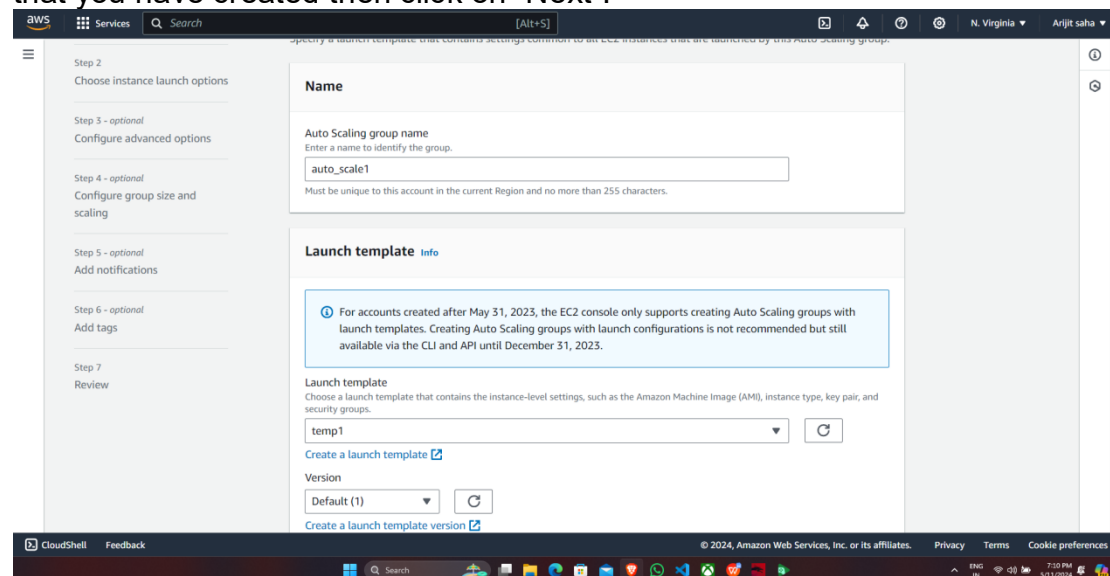 that you have created then click on 'Next'.
aws
Services
Search
[Alt+S]
N. Virginia
Arijit saha
Specify a launch template that contains settings common to all EC2 instances that are launched by this Auto Scaling group.
Step 2
Choose instance launch options
Step 3 - optional
Configure advanced options
Step 4 - optional
Configure group size and
scaling
Step 5 - optional
Add notifications
Step 6 - optional
Add tags
Step 7
Review
Name
Auto Scaling group name
Enter a name to identify the group.
auto_scale1
Must be unique to this account in the current Region and no more than 255 characters.
Launch template Info
For accounts created after May 31, 2023, the EC2 console only supports creating Auto Scaling groups with
launch templates. Creating Auto Scaling groups with launch configurations is not recommended but still
available via the CLI and API until December 31, 2023.
Launch template
Choose a launch template that contains the instance-level settings, such as the Amazon Machine Image (AMI), instance type, key pair, and
security groups.
temp1
Create a launch template
Version
Default (1)
Create a launch template version
CloudShell Feedback
© 2024, Amazon Web Services, Inc. or its affiliates. Privacy Terms Cookie preferences
Search
ENG
IN
7:10 PM
5/11/2024